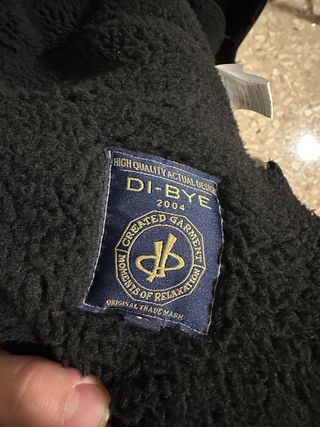 HIGH QUALITY ACTUAL DESIGN
DI-BYE
2004
CREATED GARMENT
MOMENTS OF RELAXATION
ORIGINAL TRADE MARK